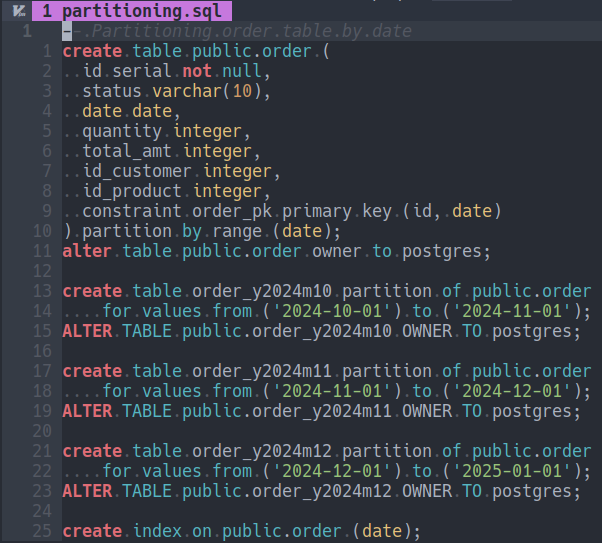 1 partitioning.sql
1 -- Partitioning order table by date
1 create table public.order (
2   id serial not null,
3   status varchar(10),
4   date date,
5   quantity integer,
6   total_amt integer,
7   id_customer integer,
8   id_product integer,
9   constraint order_pk primary key (id, date)
10 ) partition by range (date);
11 alter table public.order owner to postgres;
12
13 create table order_y2024m10 partition of public.order
14     for values from ('2024-10-01') to ('2024-11-01');
15 ALTER TABLE public.order_y2024m10 OWNER TO postgres;
16
17 create table order_y2024m11 partition of public.order
18     for values from ('2024-11-01') to ('2024-12-01');
19 ALTER TABLE public.order_y2024m11 OWNER TO postgres;
20
21 create table order_y2024m12 partition of public.order
22     for values from ('2024-12-01') to ('2025-01-01');
23 ALTER TABLE public.order_y2024m12 OWNER TO postgres;
24
25 create index on public.order (date);